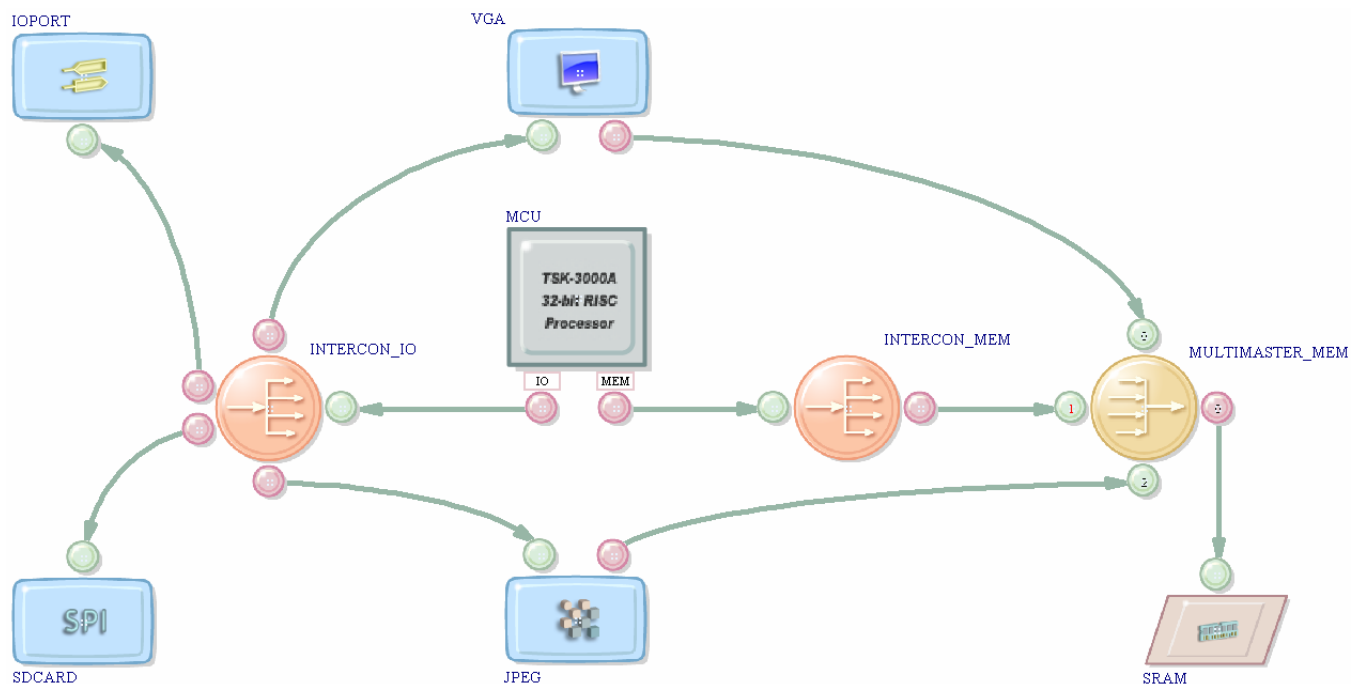 IOPORT
VGA
MCU
TSK-3000A
32-bit RISC
Processor
INTERCON_IO
INTERCON_MEM
MULTIMASTER_MEM
IO
MEM
1
2
SPI
SDCARD
JPEG
SRAM